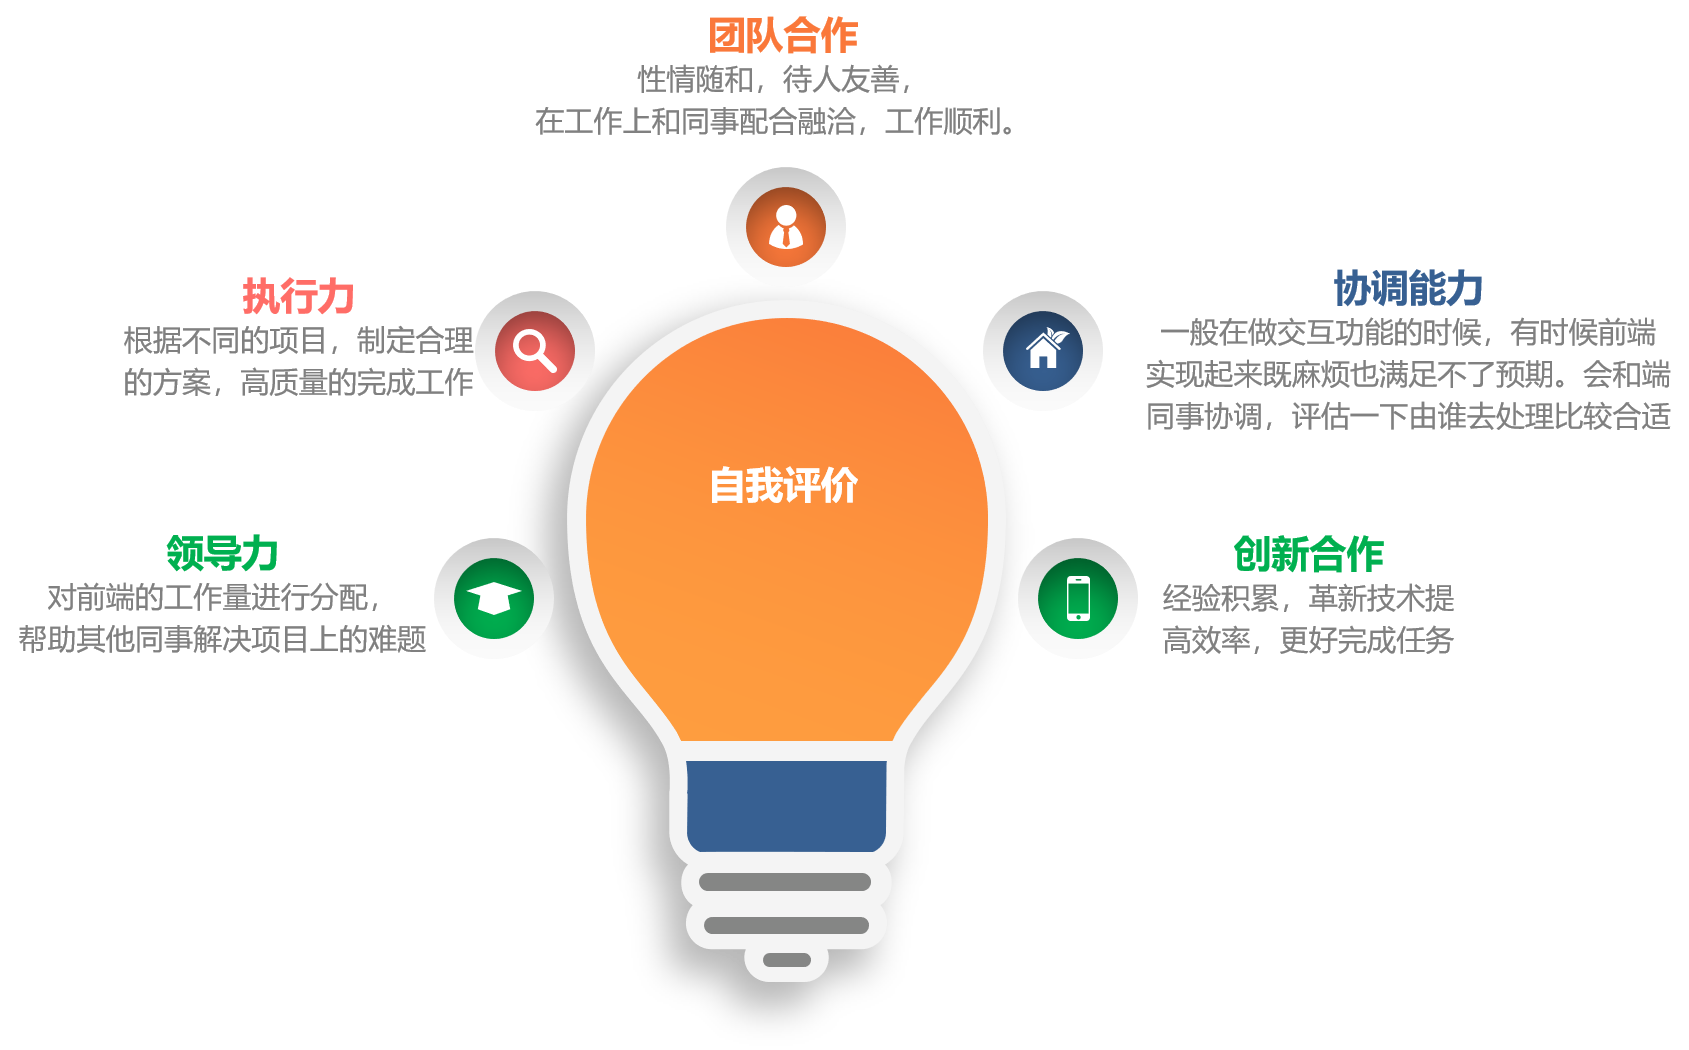 团队合作
性情随和，待人友善，
在工作上和同事配合融洽，工作顺利。
执行力
根据不同的项目，制定合理
的方案，高质量的完成工作
协调能力
一般在做交互功能的时候，有时候前端
实现起来既麻烦也满足不了预期。会和端
同事协调，评估一下由谁去处理比较合适
自我评价
领导力
对前端的工作量进行分配，
帮助其他同事解决项目上的难题
创新合作
经验积累，革新技术提
高效率，更好完成任务